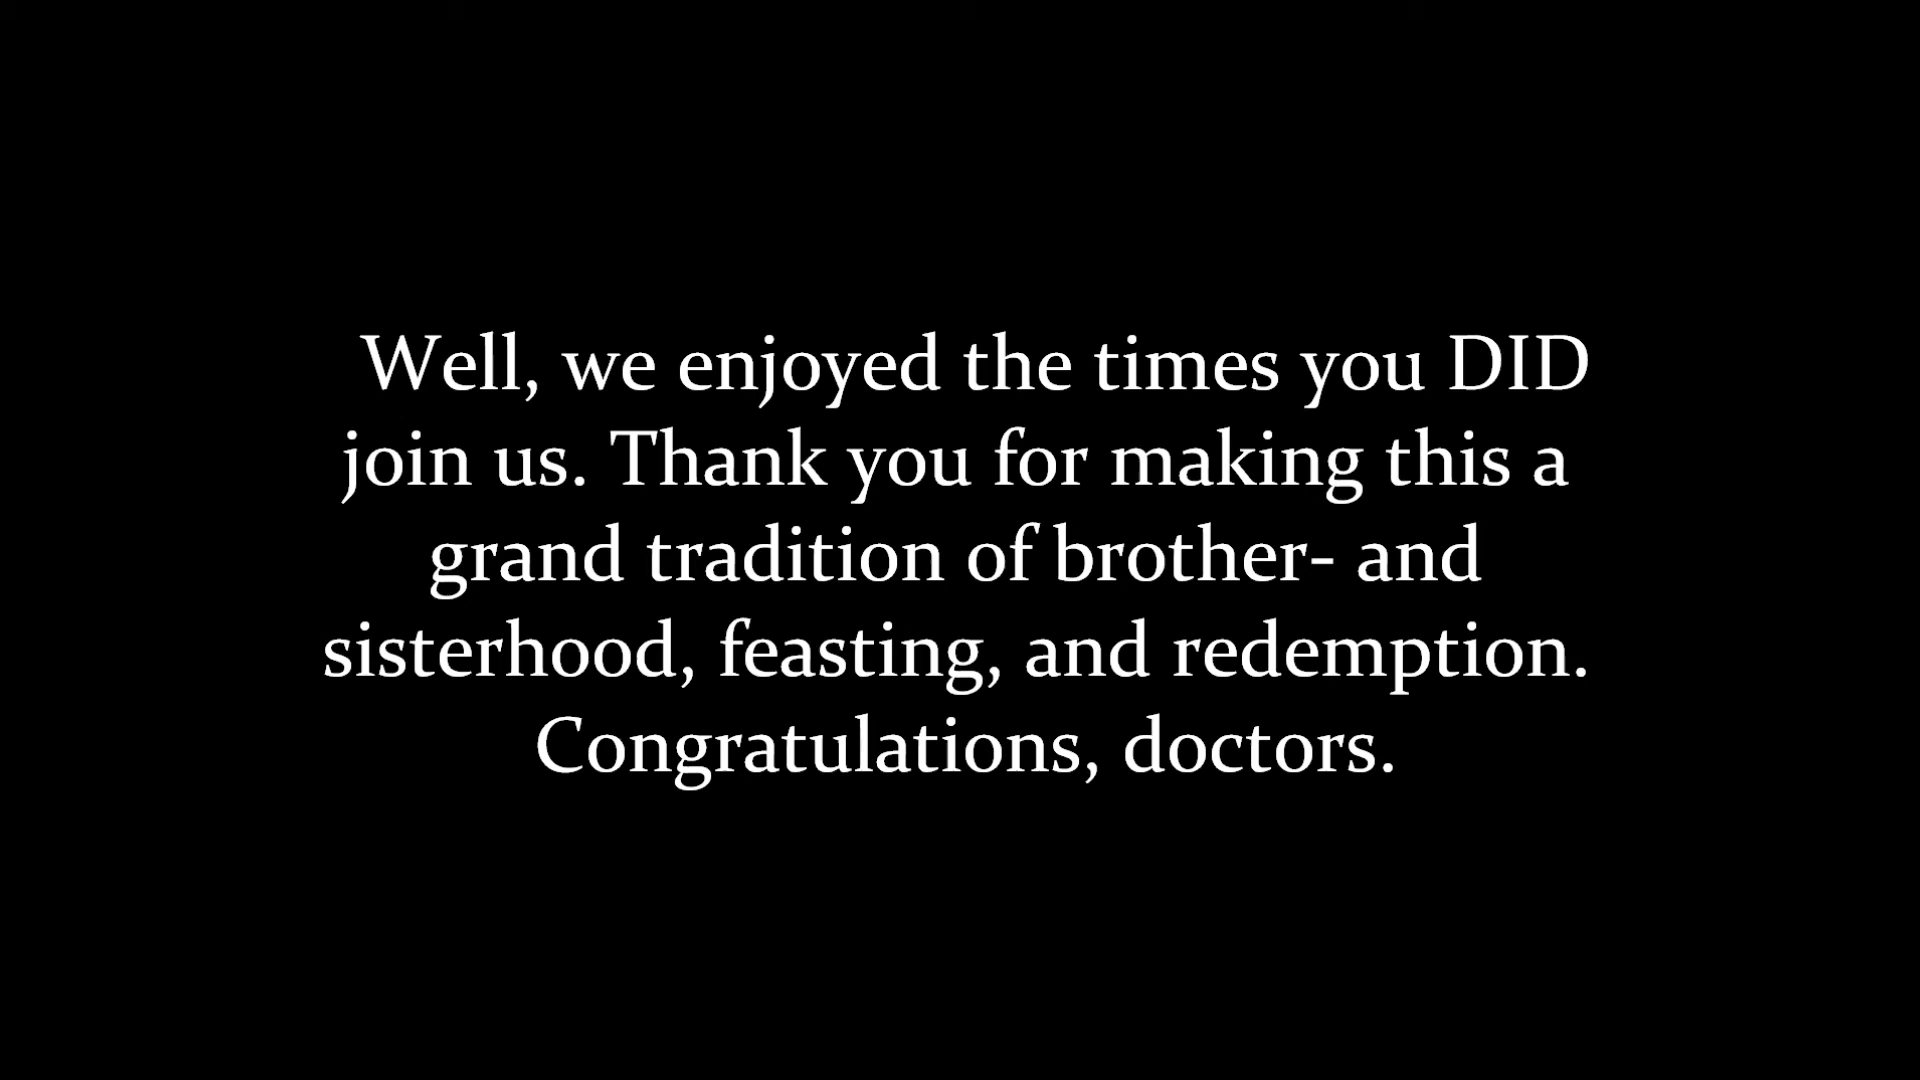 Well, we enjoyed the times you DID
join us. Thank you for making this a
grand tradition of brother- and
sisterhood, feasting, and redemption.
Congratulations, doctors.